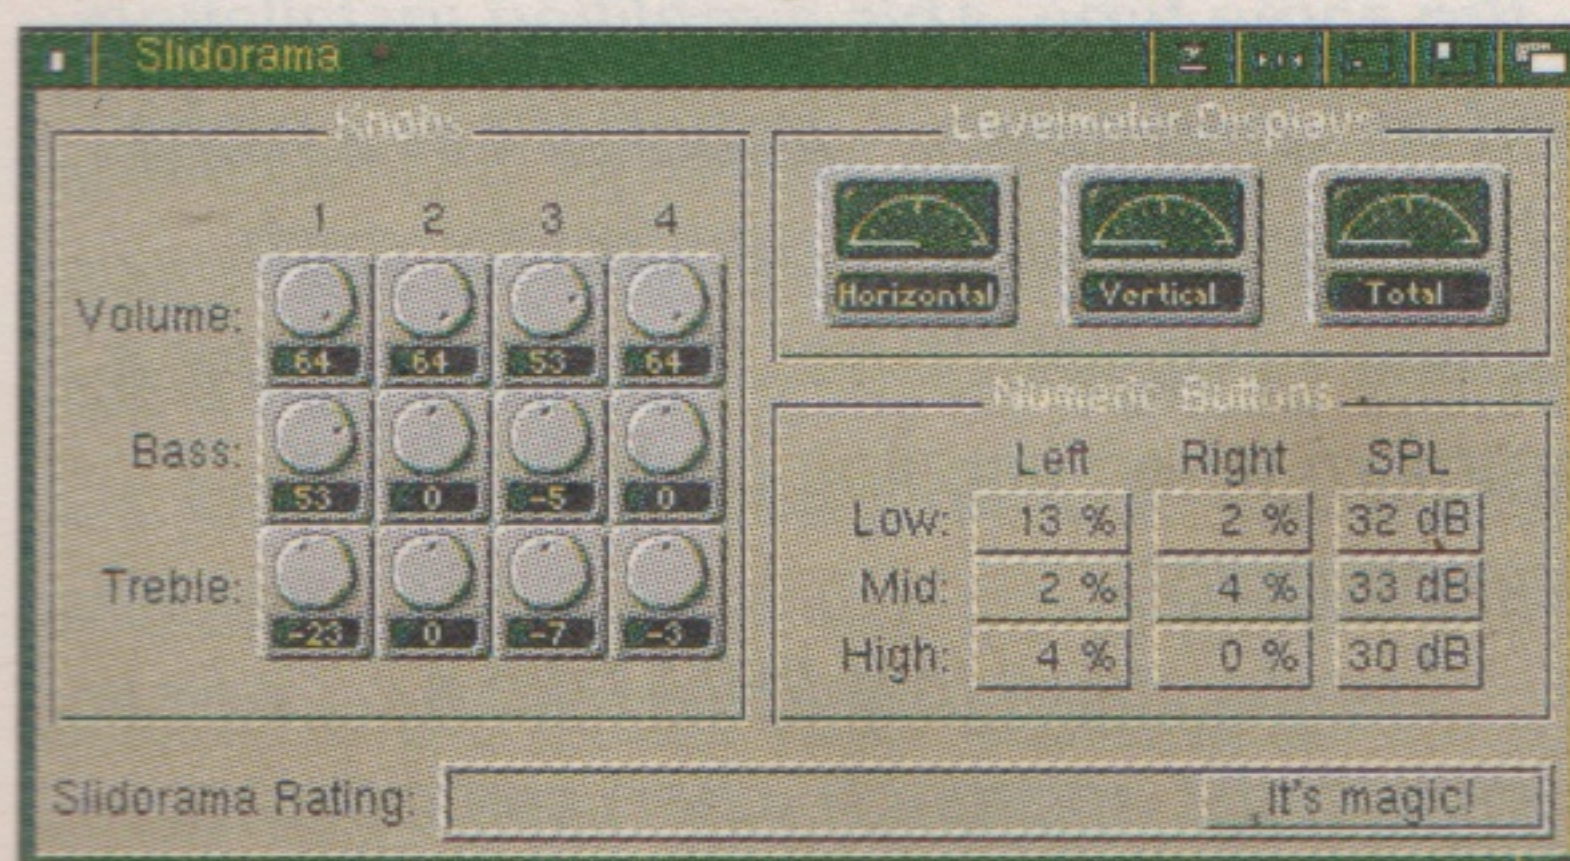 Slidorama
Knobs
1 2 3 4
Volume: 64 64 53 64
Bass: 53 0 -5 0
Treble: -23 0 -7 -3
Levelmeter Displays
Horizontal Vertical Total
Numeric Buttons
Left Right SPL
Low: 13 % 2 % 32 dB
Mid: 2 % 4 % 33 dB
High: 4 % 0 % 30 dB
Slidorama Rating: It's magic!